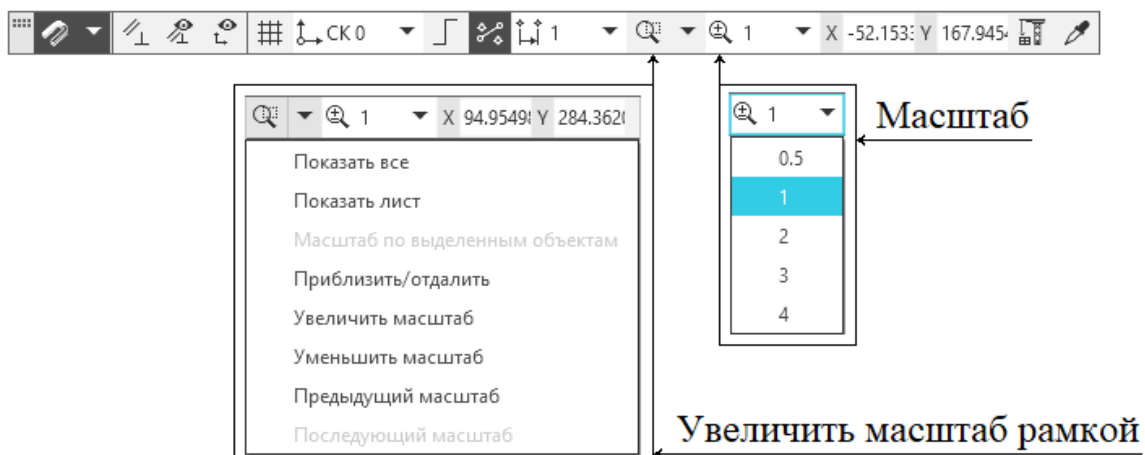 СК 0 1 1 X -52.1533 Y 167.9454
1 X 94.95498 Y 284.3620
Показать все
Показать лист
Масштаб по выделенным объектам
Приблизить/отдалить
Увеличить масштаб
Уменьшить масштаб
Предыдущий масштаб
Последующий масштаб
1
0.5
1
2
3
4
Масштаб
Увеличить масштаб рамкой